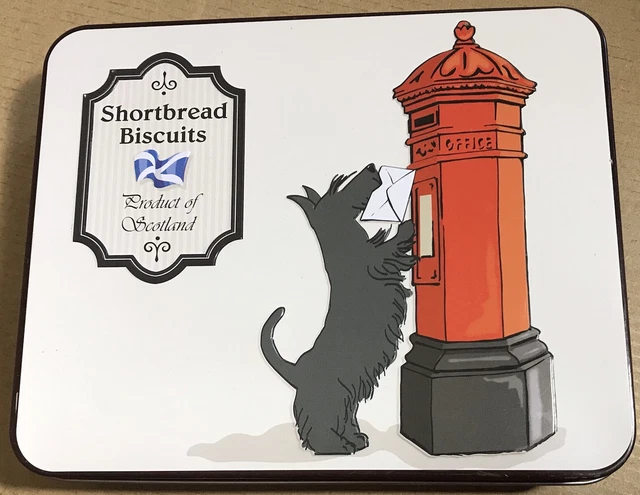 Shortbread
Biscuits
Product of
Scotland
OFFICE